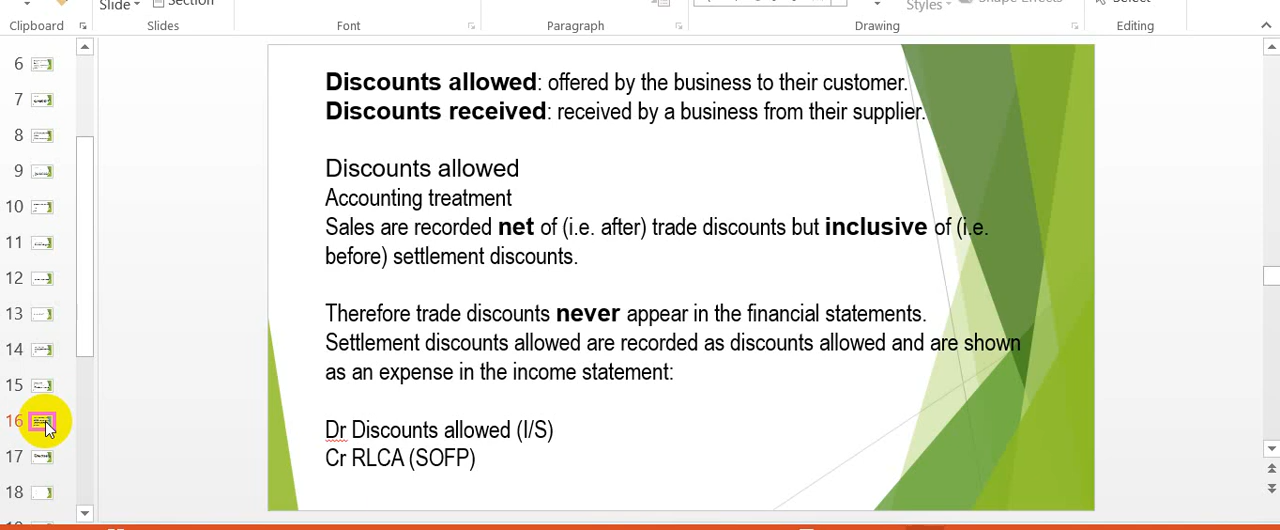 Slide
Section
Styles
Shape Effects
Select
Clipboard
Slides
Font
Paragraph
Drawing
Editing
6
7
8
9
10
11
12
13
14
15
16
17
18
Discounts allowed: offered by the business to their customer.
Discounts received: received by a business from their supplier.
Discounts allowed
Accounting treatment
Sales are recorded net of (i.e. after) trade discounts but inclusive of (i.e.
before) settlement discounts.
Therefore trade discounts never appear in the financial statements.
Settlement discounts allowed are recorded as discounts allowed and are shown
as an expense in the income statement:
Dr Discounts allowed (I/S)
Cr RLCA (SOFP)